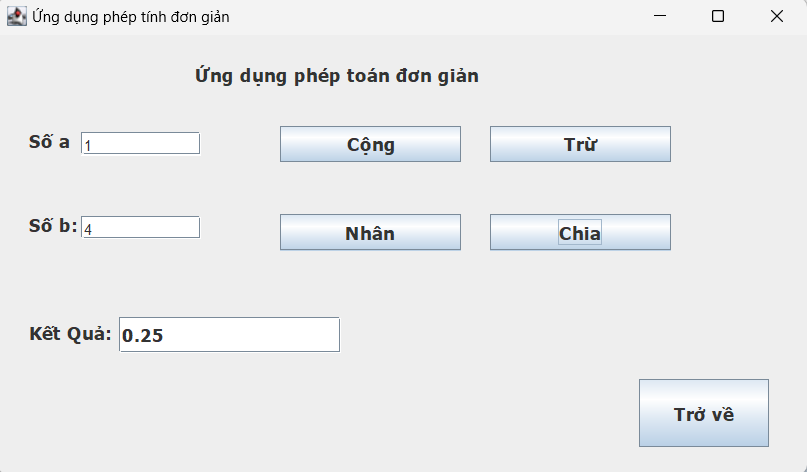 Ứng dụng phép tính đơn giản
Ứng dụng phép toán đơn giản
Số a 1 Cộng Trừ
Số b: 4 Nhân Chia
Kết Quả: 0.25
Trở về